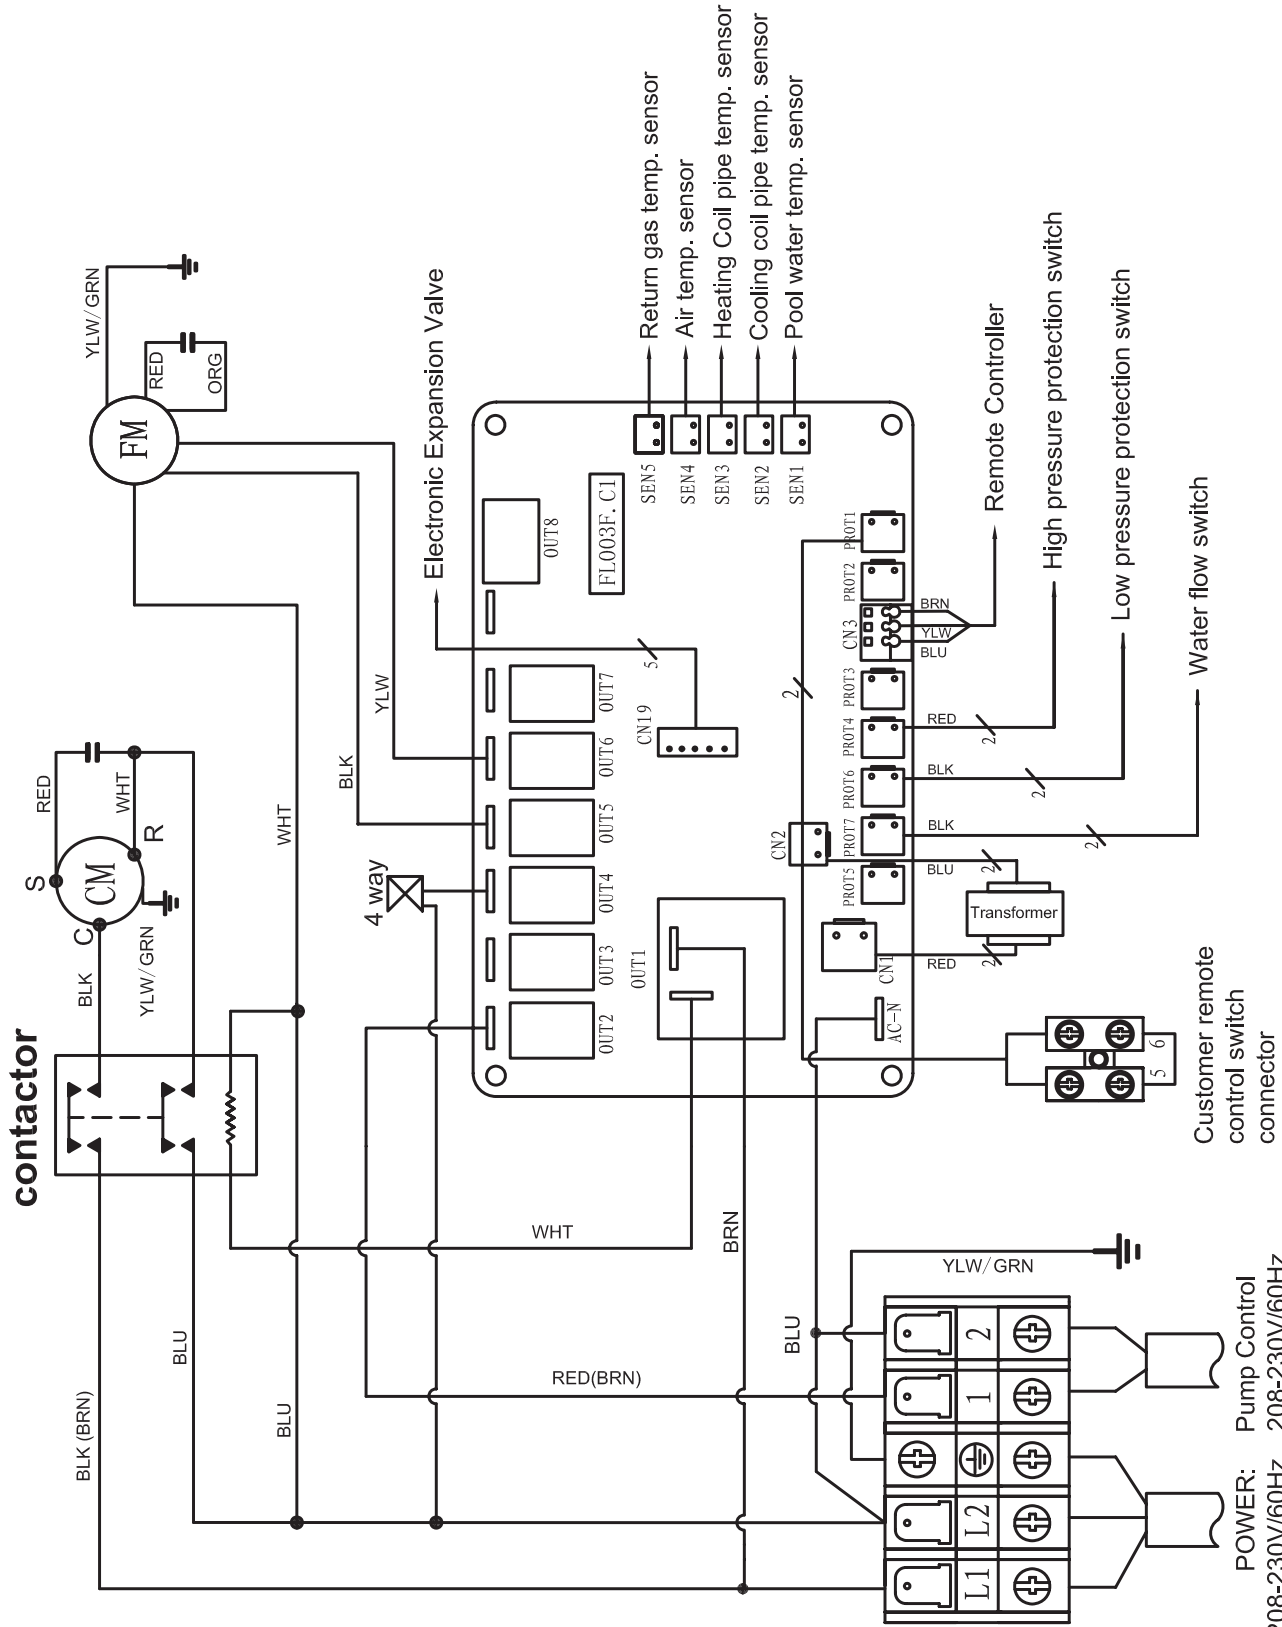 contactor
S
RED
CM
WHT
R
C
BLK
YLW/GRN
BLK (BRN)
BLU
BLU
WHT
FM
YLW/GRN
RED
ORG
BLK
YLW
4 way
Electronic Expansion Valve
5
OUT2
OUT3
OUT4
OUT5
OUT6
OUT7
OUT8
OUT1
CN19
FL003F. C1
SEN5
SEN4
SEN3
SEN2
SEN1
Return gas temp. sensor
Air temp. sensor
Heating Coil pipe temp. sensor
Cooling coil pipe temp. sensor
Pool water temp. sensor
WHT
BRN
RED(BRN)
BLU
AC-N
CN1
CN2
PROT5
PROT7
PROT6
PROT4
PROT3
CN3
PROT2
PROT1
2
BRN
YLW
BLU
Remote Controller
RED
2
High pressure protection switch
BLK
2
Low pressure protection switch
BLK
2
Water flow switch
BLU
2
Transformer
RED
2
5 6
Customer remote
control switch
connector
YLW/GRN
L1 L2 1 2
POWER:
208-230V/60Hz
Pump Control
208-230V/60Hz